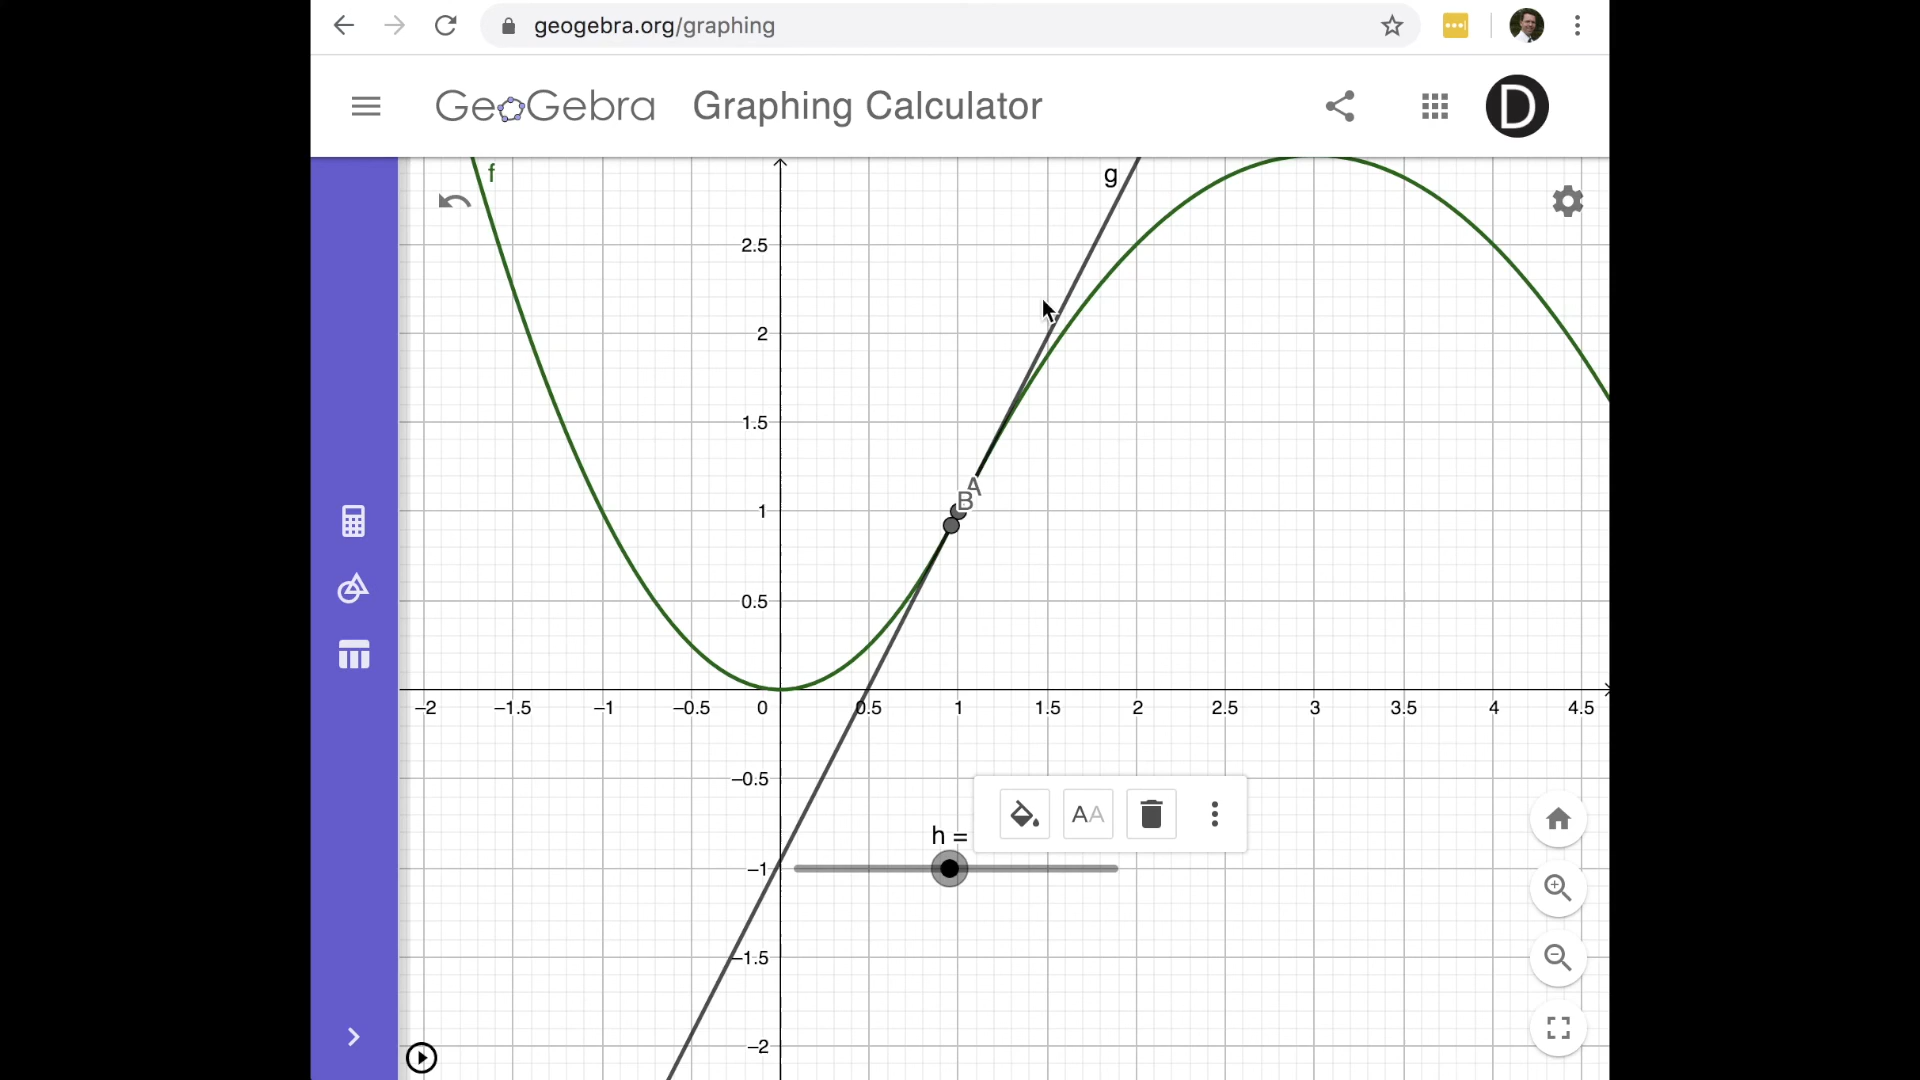 geogebra.org/graphing
GeoGebra Graphing Calculator
D
f
g
2.5
2
1.5
A
B
1
0.5
–2 –1.5 –1 –0.5 0 0.5 1 1.5 2 2.5 3 3.5 4 4.5
–0.5
AA
h =
–1
–1.5
–2